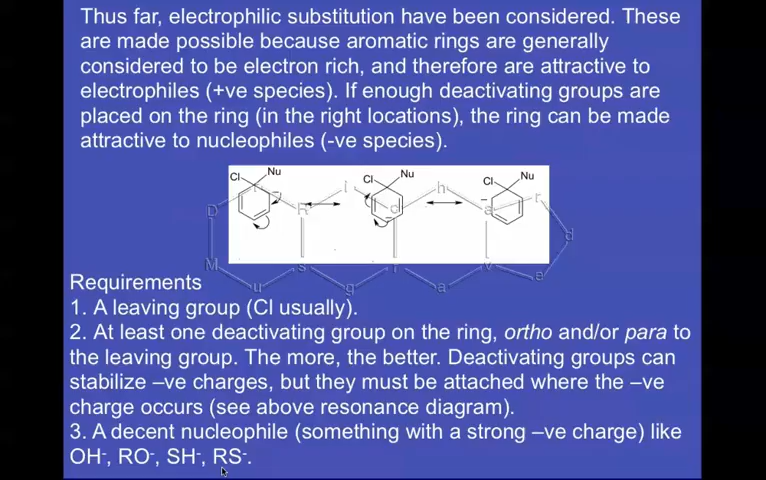 Thus far, electrophilic substitution have been considered. These
are made possible because aromatic rings are generally
considered to be electron rich, and therefore are attractive to
electrophiles (+ve species). If enough deactivating groups are
placed on the ring (in the right locations), the ring can be made
attractive to nucleophiles (-ve species).
Cl Nu Cl Nu Cl Nu
Requirements
1. A leaving group (Cl usually).
2. At least one deactivating group on the ring, ortho and/or para to
the leaving group. The more, the better. Deactivating groups can
stabilize –ve charges, but they must be attached where the –ve
charge occurs (see above resonance diagram).
3. A decent nucleophile (something with a strong –ve charge) like
OH⁻, RO⁻, SH⁻, RS⁻.